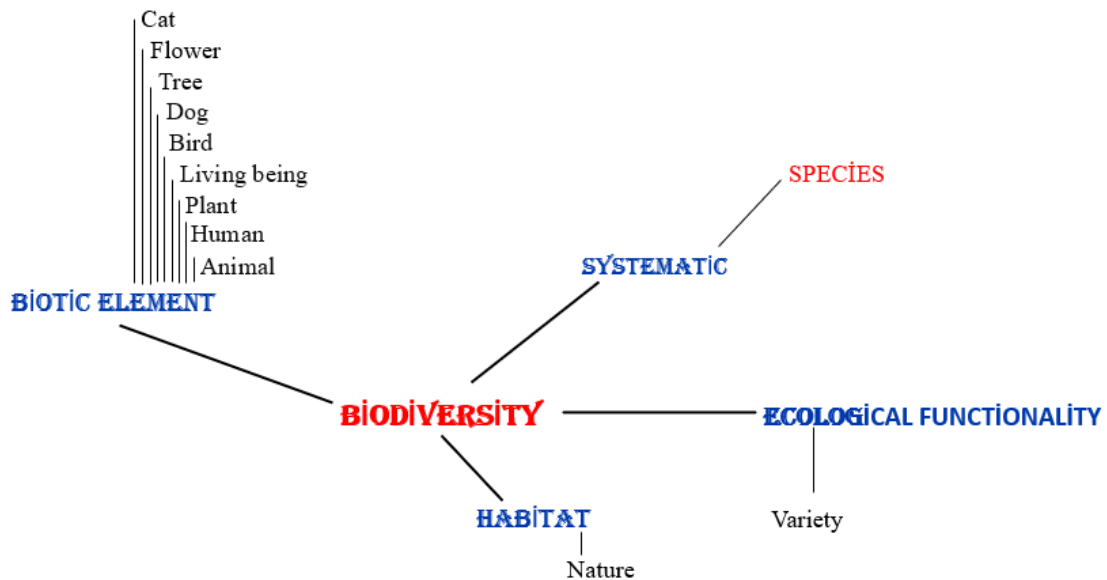 Cat
Flower
Tree
Dog
Bird
Living being
Plant
Human
Animal
BİOTİC ELEMENT
SPECİES
SYSTEMATİC
BİODİVERSİTY
ECOLOGİCAL FUNCTİONALİTY
HABİTAT
Variety
Nature